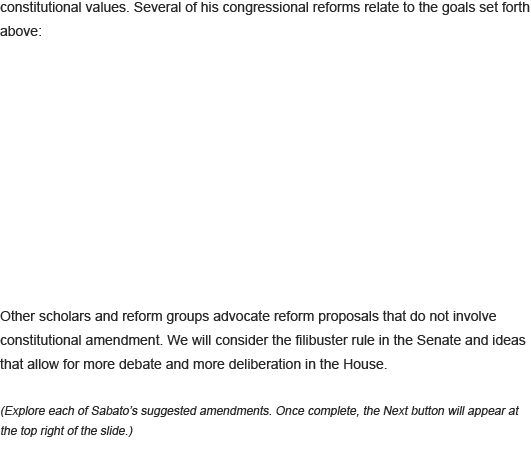 constitutional values. Several of his congressional reforms relate to the goals set forth
above:
Other scholars and reform groups advocate reform proposals that do not involve
constitutional amendment. We will consider the filibuster rule in the Senate and ideas
that allow for more debate and more deliberation in the House.
(Explore each of Sabato’s suggested amendments. Once complete, the Next button will appear at
the top right of the slide.)